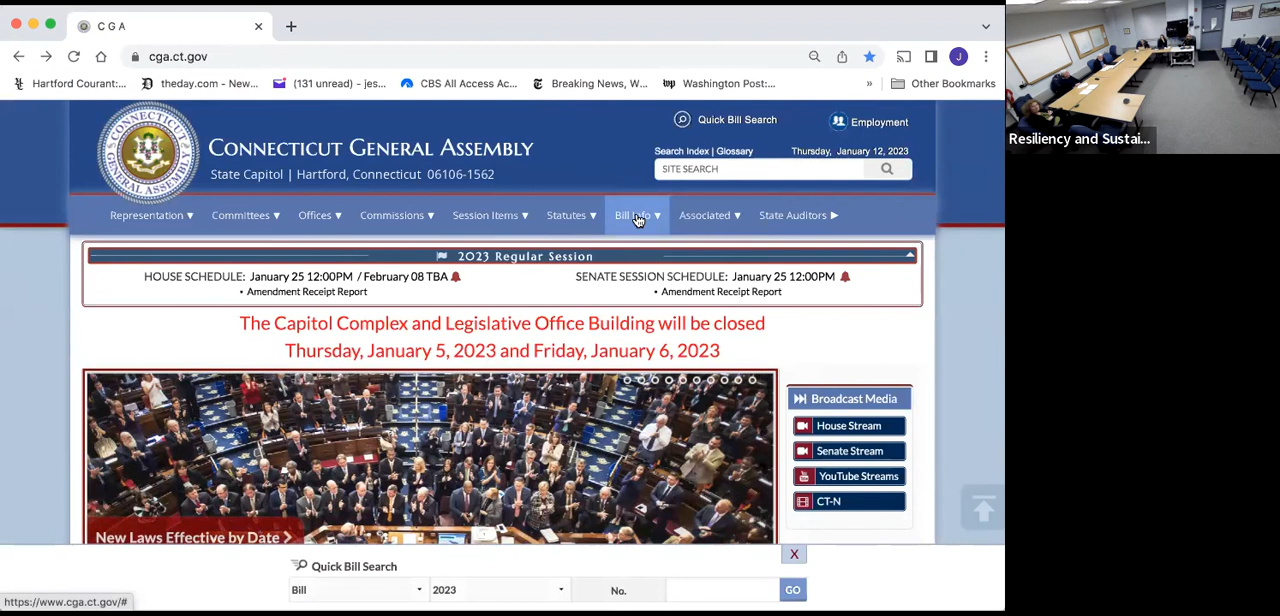 C G A
cga.ct.gov
Hartford Courant:...
theday.com - New...
(131 unread) - jes...
CBS All Access Ac...
Breaking News, W...
Washington Post:...
»
Other Bookmarks
J
CONNECTICUT GENERAL ASSEMBLY
State Capitol | Hartford, Connecticut 06106-1562
Quick Bill Search
Employment
Search Index | Glossary
Thursday, January 12, 2023
SITE SEARCH
Representation ▼ Committees ▼ Offices ▼ Commissions ▼ Session Items ▼ Statutes ▼ Bill Info ▼ Associated ▼ State Auditors ▶
2023 Regular Session
HOUSE SCHEDULE: January 25 12:00PM / February 08 TBA
• Amendment Receipt Report
SENATE SESSION SCHEDULE: January 25 12:00PM
• Amendment Receipt Report
The Capitol Complex and Legislative Office Building will be closed
Thursday, January 5, 2023 and Friday, January 6, 2023
New Laws Effective by Date
Broadcast Media
House Stream
Senate Stream
YouTube Streams
CT-N
X
Quick Bill Search
Bill 2023 No. GO
https://www.cga.ct.gov/#
Resiliency and Sustai...